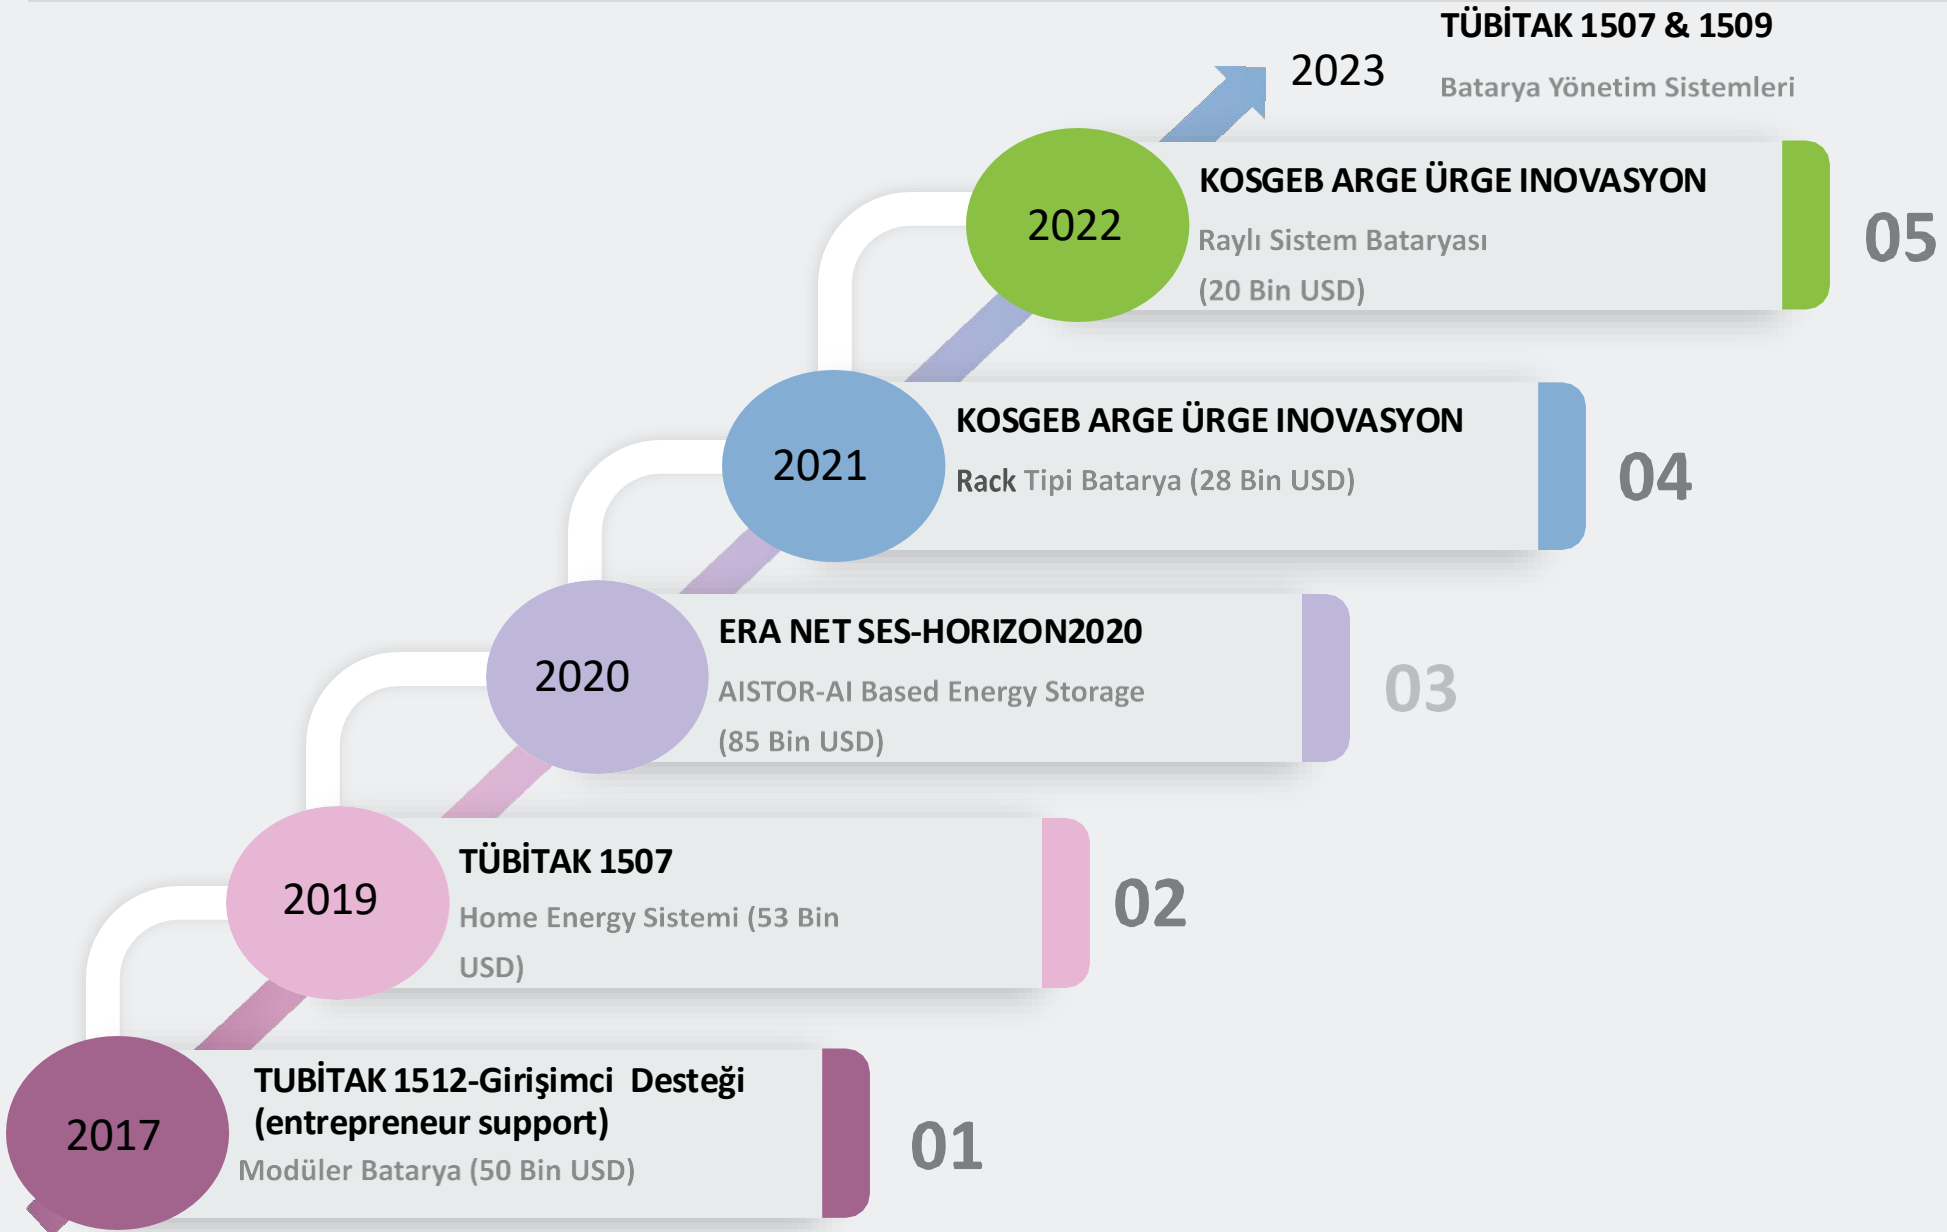 TÜBİTAK 1507 & 1509
2023
Batarya Yönetim Sistemleri
2022
KOSGEB ARGE ÜRGE INOVASYON
Raylı Sistem Bataryası
(20 Bin USD)
05
2021
KOSGEB ARGE ÜRGE INOVASYON
Rack Tipi Batarya (28 Bin USD)
04
2020
ERA NET SES-HORIZON2020
AISTOR-AI Based Energy Storage
(85 Bin USD)
03
2019
TÜBİTAK 1507
Home Energy Sistemi (53 Bin
USD)
02
2017
TUBİTAK 1512-Girişimci Desteği
(entrepreneur support)
Modüler Batarya (50 Bin USD)
01